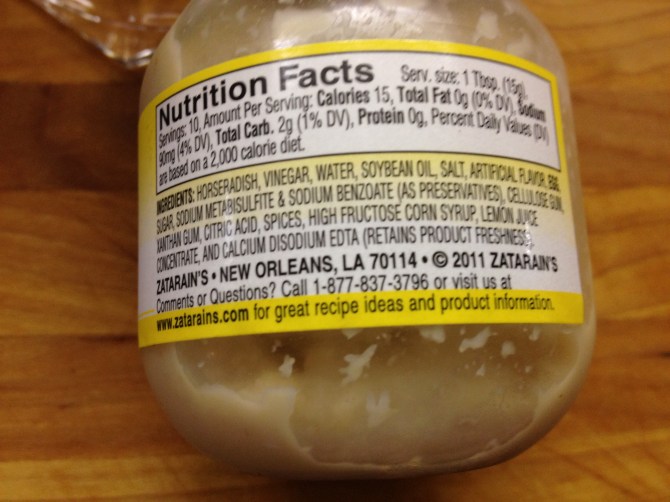 Nutrition Facts Serv. size: 1 Tbsp. (15g),
Servings: 10, Amount Per Serving: Calories 15, Total Fat 0g (0% DV), Sodium
90mg (4% DV), Total Carb. 2g (1% DV), Protein 0g, Percent Daily Values (DV)
are based on a 2,000 calorie diet.
INGREDIENTS: HORSERADISH, VINEGAR, WATER, SOYBEAN OIL, SALT, ARTIFICIAL FLAVOR, EGG,
SUGAR, SODIUM METABISULFITE & SODIUM BENZOATE (AS PRESERVATIVES), CELLULOSE GUM,
XANTHAN GUM, CITRIC ACID, SPICES, HIGH FRUCTOSE CORN SYRUP, LEMON JUICE
CONCENTRATE, AND CALCIUM DISODIUM EDTA (RETAINS PRODUCT FRESHNESS).
ZATARAIN'S • NEW ORLEANS, LA 70114 • © 2011 ZATARAIN'S
Comments or Questions? Call 1-877-837-3796 or visit us at
www.zatarains.com for great recipe ideas and product information.